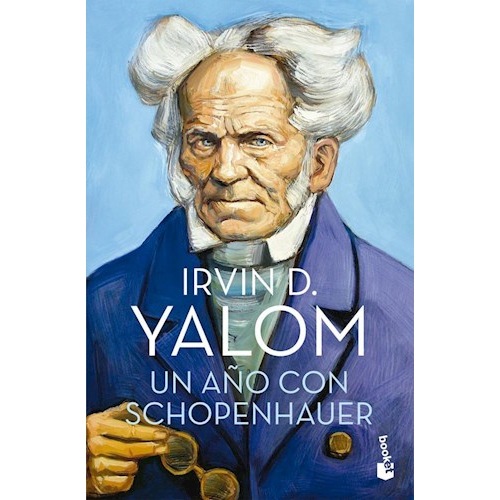 IRVIN D.
YALOM
UN AÑO CON
SCHOPENHAUER
booket